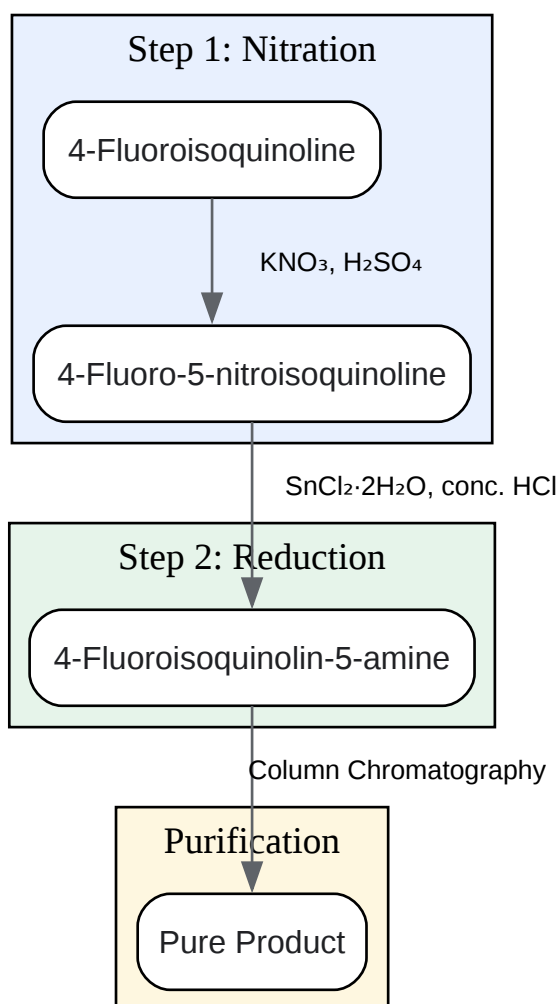 Step 1: Nitration
4-Fluoroisoquinoline
KNO₃, H₂SO₄
4-Fluoro-5-nitroisoquinoline
SnCl₂·2H₂O, conc. HCl
Step 2: Reduction
4-Fluoroisoquinolin-5-amine
Column Chromatography
Purification
Pure Product